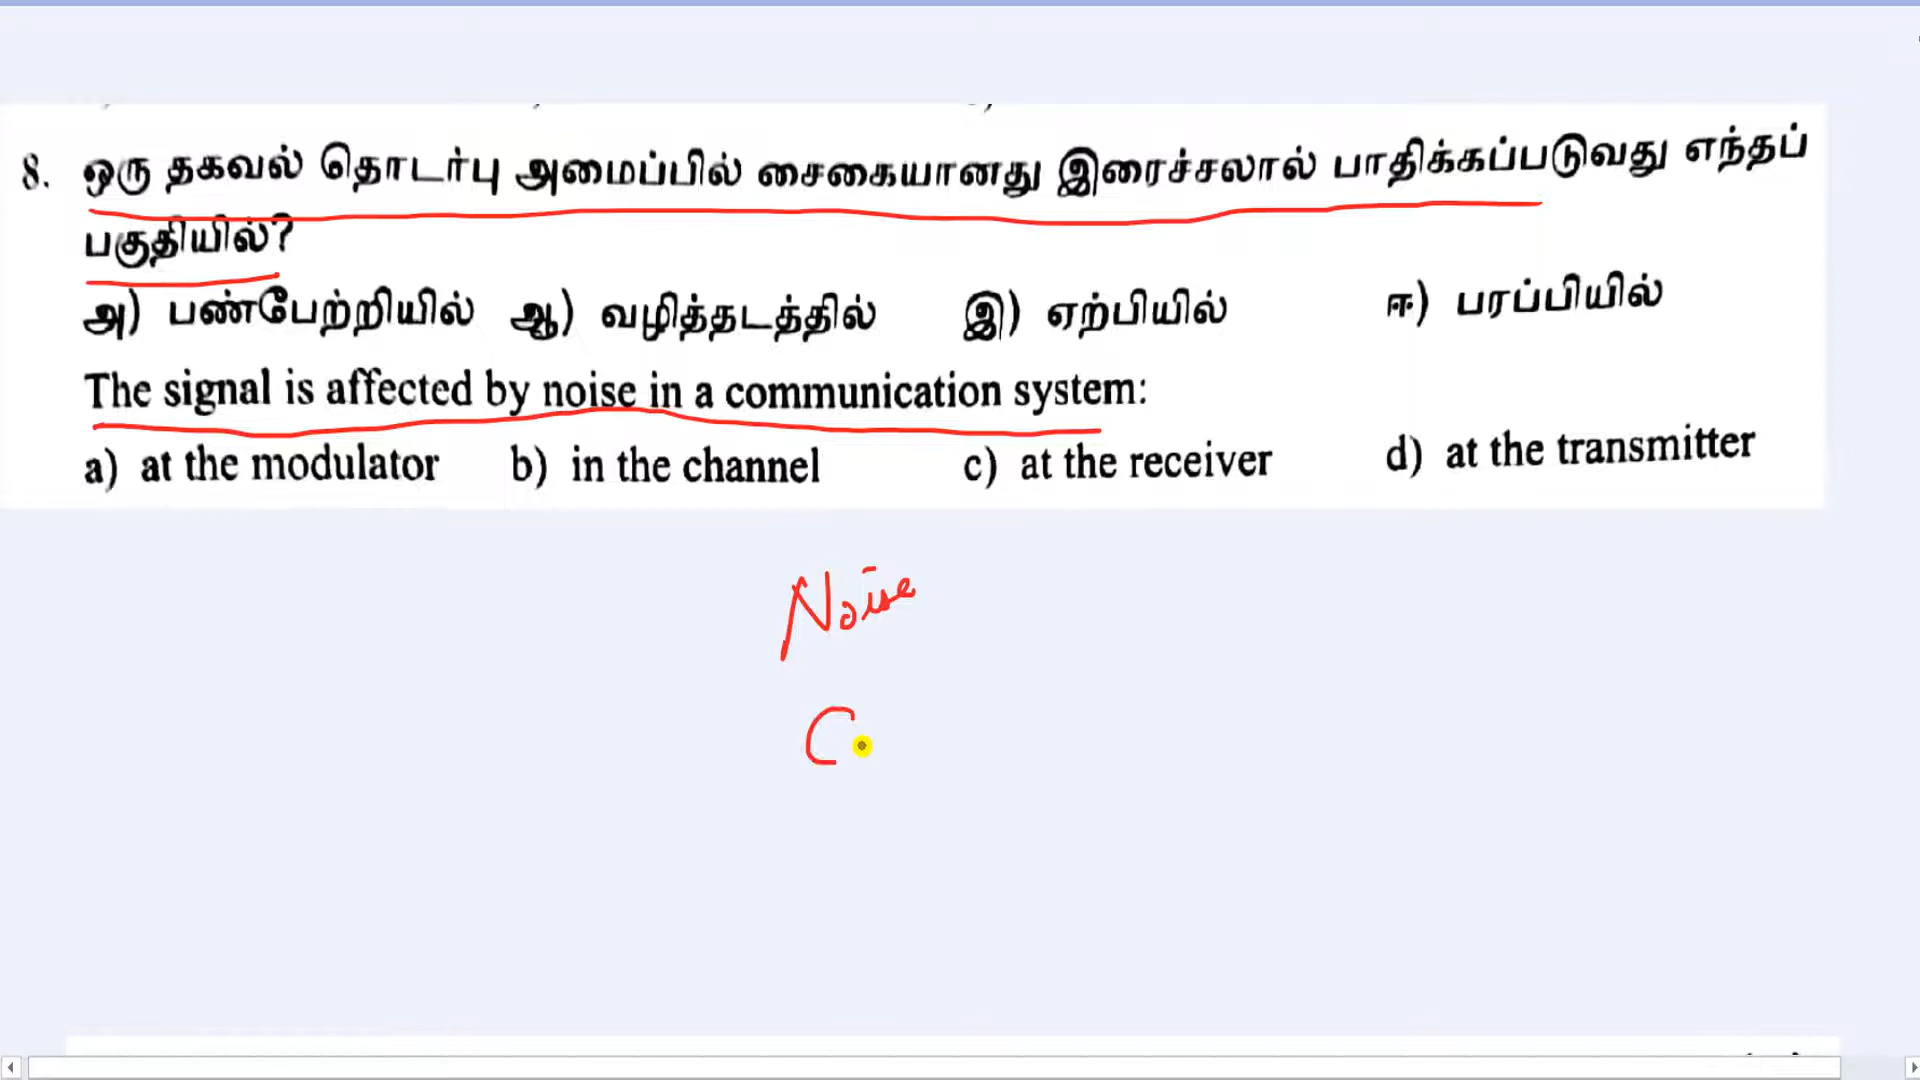 8. ஒரு தகவல் தொடர்பு அமைப்பில் சைகையானது இரைச்சலால் பாதிக்கப்படுவது எந்தப்
பகுதியில்?
அ) பண்பேற்றியில் ஆ) வழித்தடத்தில் இ) ஏற்பியில் ஈ) பரப்பியில்
The signal is affected by noise in a communication system:
a) at the modulator b) in the channel c) at the receiver d) at the transmitter
Noise
C